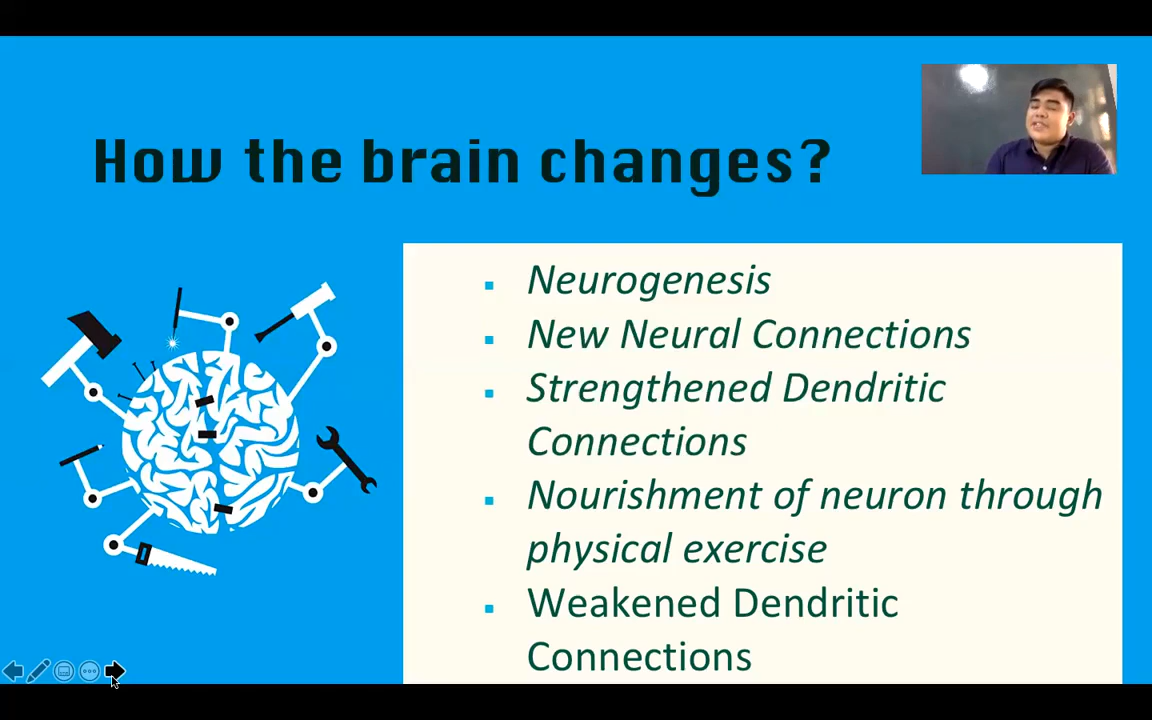 How the brain changes?
▪ Neurogenesis
▪ New Neural Connections
▪ Strengthened Dendritic
Connections
▪ Nourishment of neuron through
physical exercise
▪ Weakened Dendritic
Connections